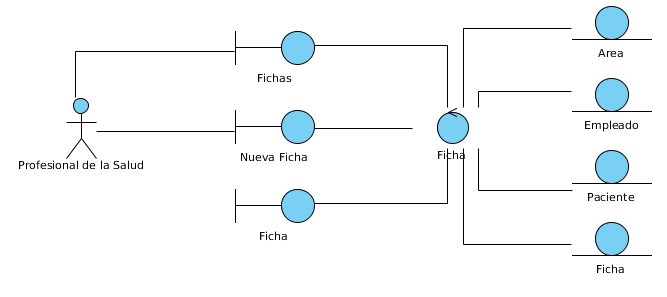 Area
Fichas
Empleado
Nueva Ficha
Ficha
Profesional de la Salud
Paciente
Ficha
Ficha